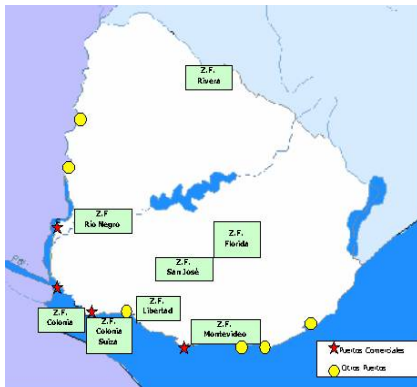 Z.F.
Rivera
Z.F
Río Negro
Z.F.
Florida
Z.F.
San José
Z.F.
Libertad
Z.F.
Colonia
Z.F.
Colonia
Suiza
Z.F.
Montevideo
Puertos Comerciales
Otros Puertos